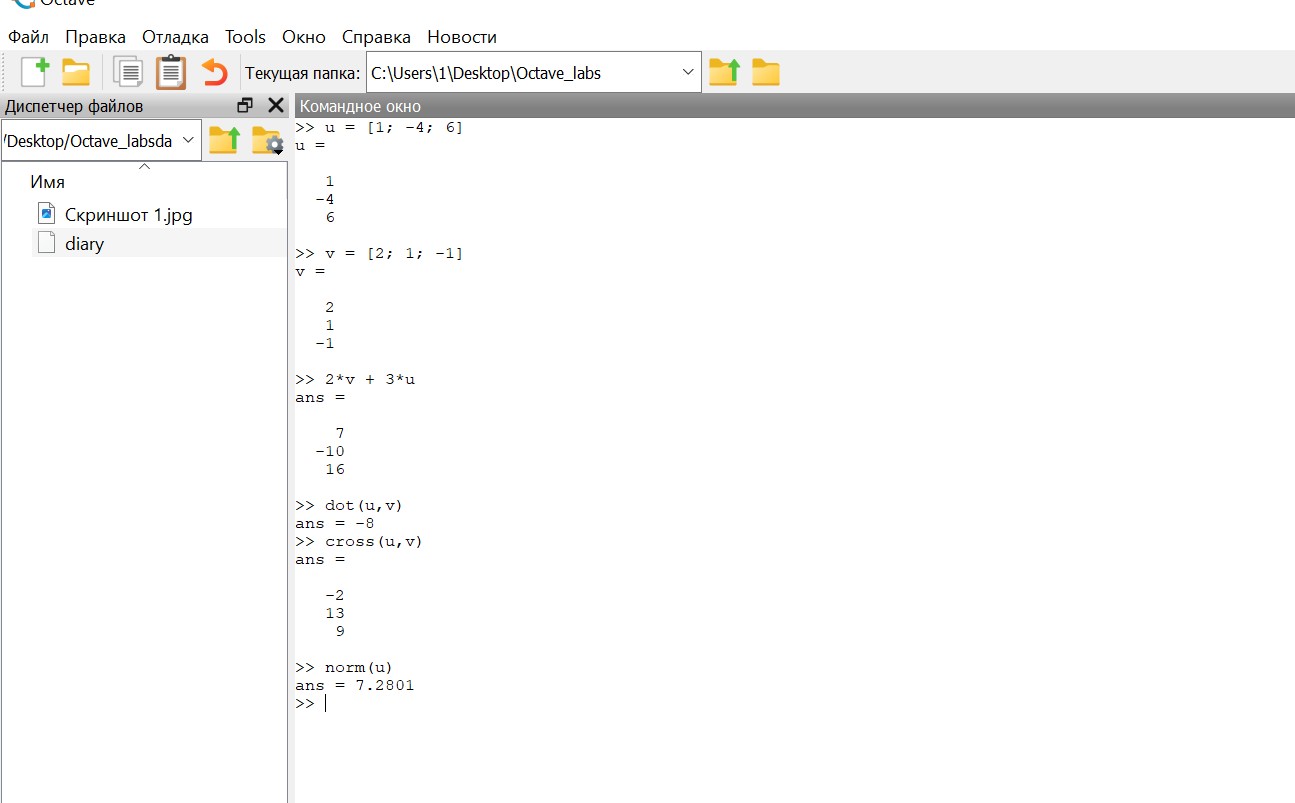 Octave
Файл Правка Отладка Tools Окно Справка Новости
Текущая папка: C:\Users\1\Desktop\Octave_labs
Диспетчер файлов
/Desktop/Octave_labsda
Имя
Скриншот 1.jpg
diary
Командное окно
>> u = [1; -4; 6]
u =
1
-4
6
>> v = [2; 1; -1]
v =
2
1
-1
>> 2*v + 3*u
ans =
7
-10
16
>> dot(u,v)
ans = -8
>> cross(u,v)
ans =
-2
13
9
>> norm(u)
ans = 7.2801
>>